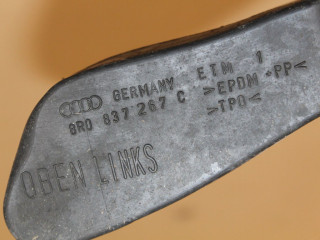 GERMANY ETM 1
8R0 837 267 C >EPDM+PP<
>TPO<
OBEN LINKS